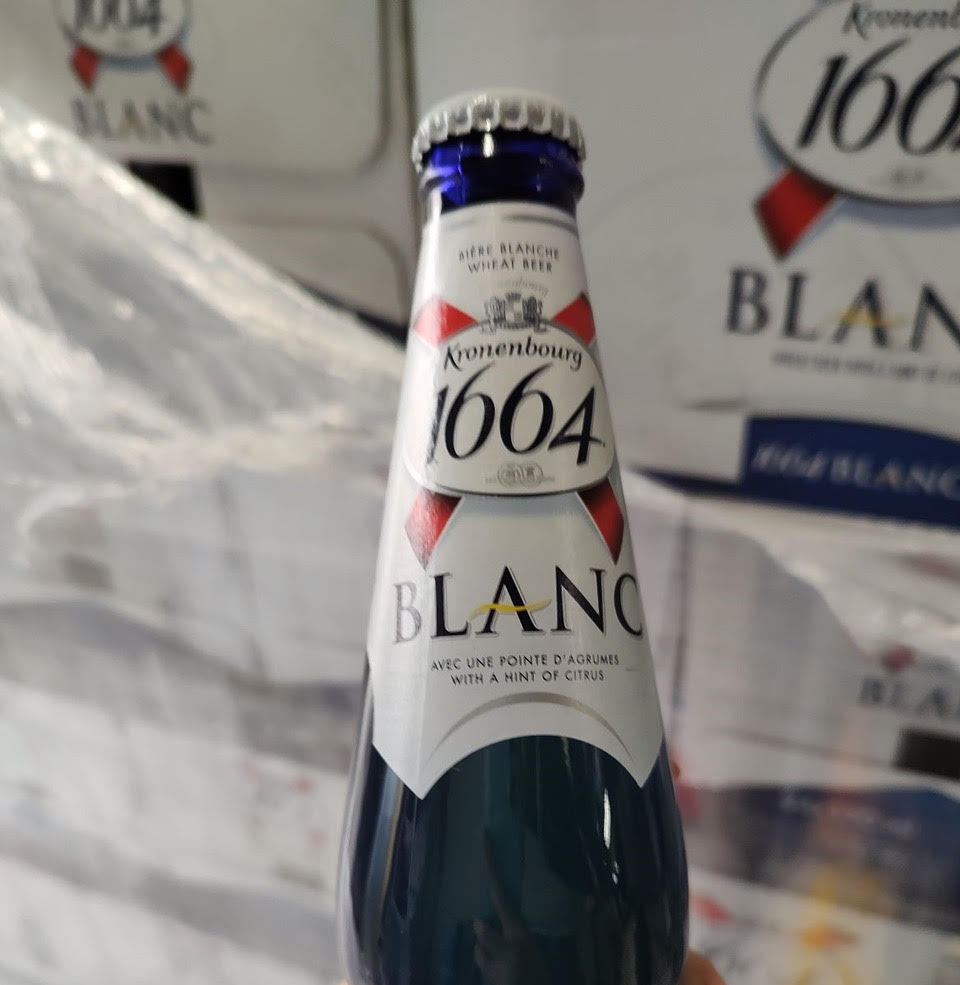 1664
BLANC
Kronenb
166
BLAN
1664 BLANC
BIÈRE BLANCHE
WHEAT BEER
Kronenbourg
1664
BLANC
AVEC UNE POINTE D'AGRUMES
WITH A HINT OF CITRUS
BLA